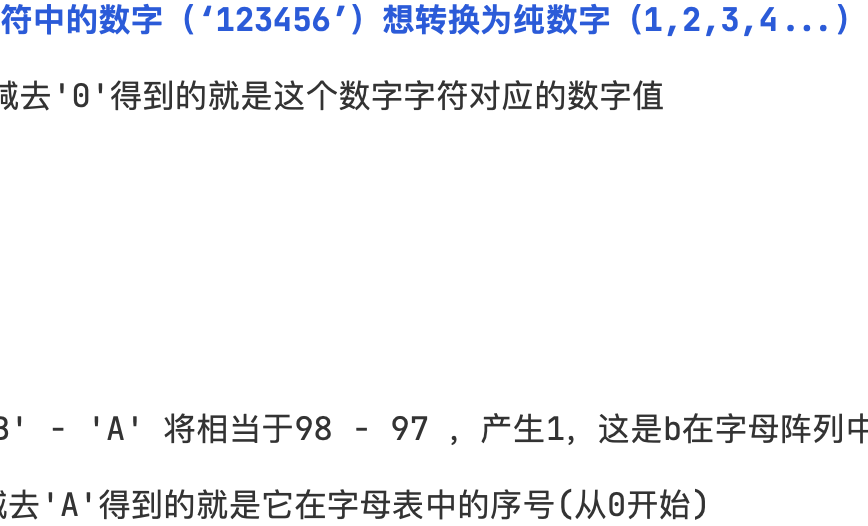 符中的数字（‘123456’）想转换为纯数字（1,2,3,4...）
减去'0'得到的就是这个数字字符对应的数字值
B' - 'A' 将相当于98 - 97 , 产生1, 这是b在字母阵列中
减去'A'得到的就是它在字母表中的序号(从0开始)